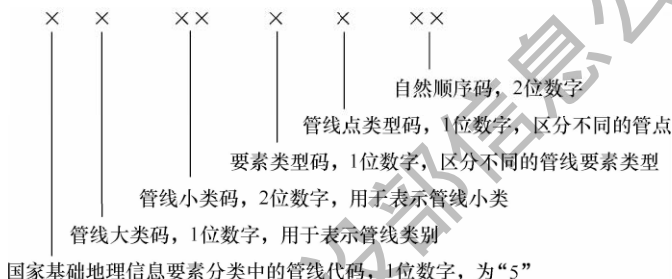 × × ×× × × ××
自然顺序码，2位数字
管线点类型码，1位数字，区分不同的管点
要素类型码，1位数字，区分不同的管线要素类型
管线小类码，2位数字，用于表示管线小类
管线大类码，1位数字，用于表示管线类别
国家基础地理信息要素分类中的管线代码，1位数字，为“5”
设部信息公